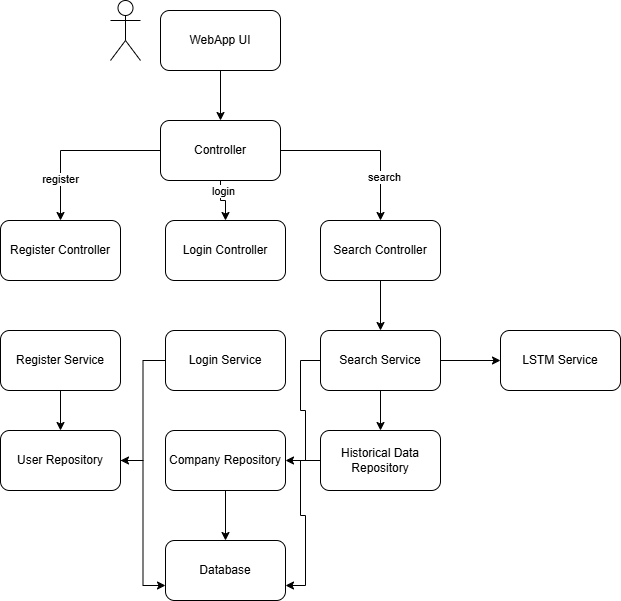 WebApp UI
Controller
register
login
search
Register Controller
Login Controller
Search Controller
Register Service
Login Service
Search Service
LSTM Service
User Repository
Company Repository
Historical Data
Repository
Database